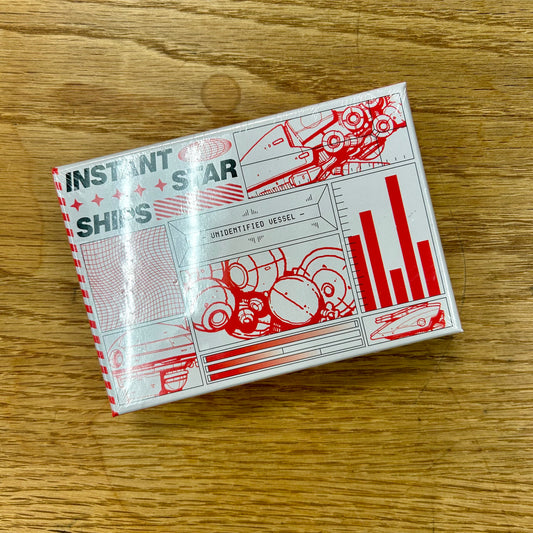 INSTANT
STAR
SHIPS
- UNIDENTIFIED VESSEL -